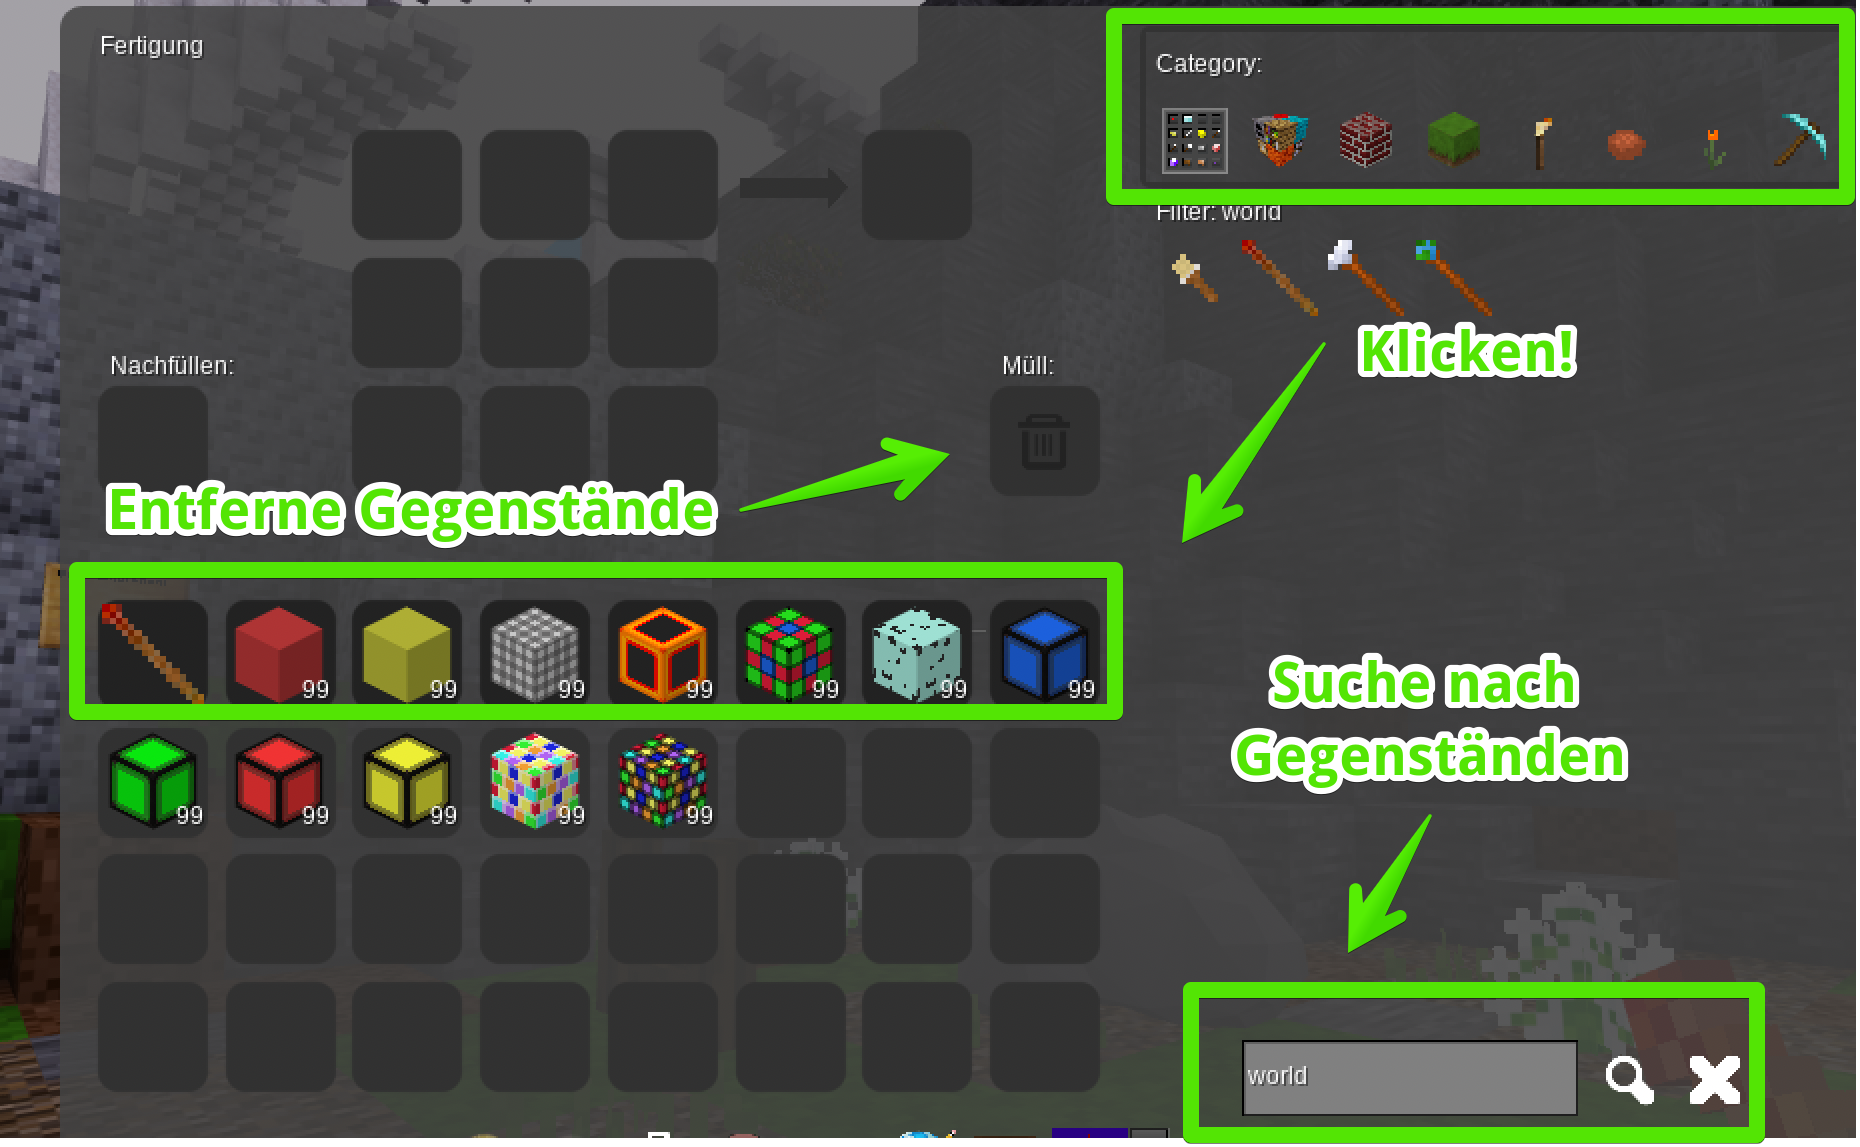 Fertigung
Category:
Filter: world
Klicken!
Nachfüllen:
Müll:
Entferne Gegenstände
99
99
99
99
99
99
99
Suche nach
Gegenständen
99
99
99
99
99
world